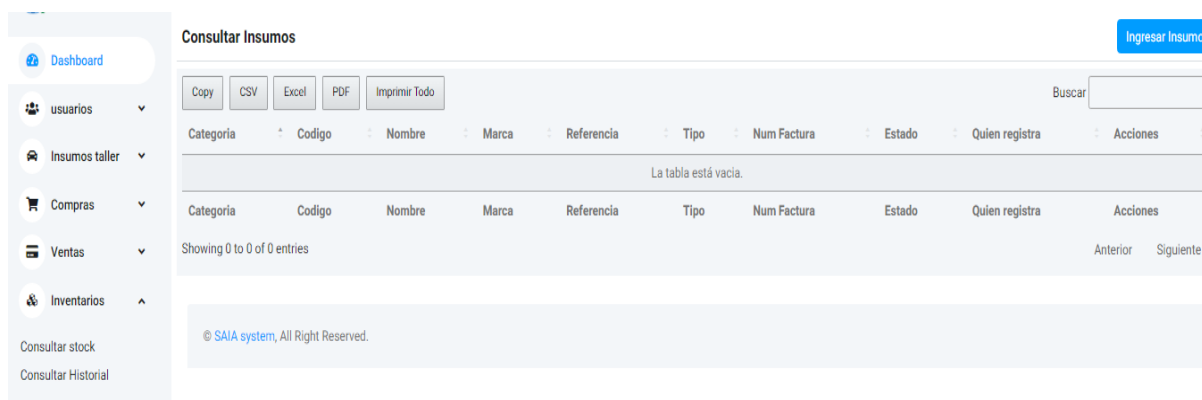 Consultar Insumos
Ingresar Insumo
Dashboard
usuarios
Insumos taller
Compras
Ventas
Inventarios
Consultar stock
Consultar Historial
Copy CSV Excel PDF Imprimir Todo
Buscar
Categoria Codigo Nombre Marca Referencia Tipo Num Factura Estado Quien registra Acciones
La tabla está vacia.
Categoria Codigo Nombre Marca Referencia Tipo Num Factura Estado Quien registra Acciones
Showing 0 to 0 of 0 entries
Anterior Siguiente
© SAIA system, All Right Reserved.